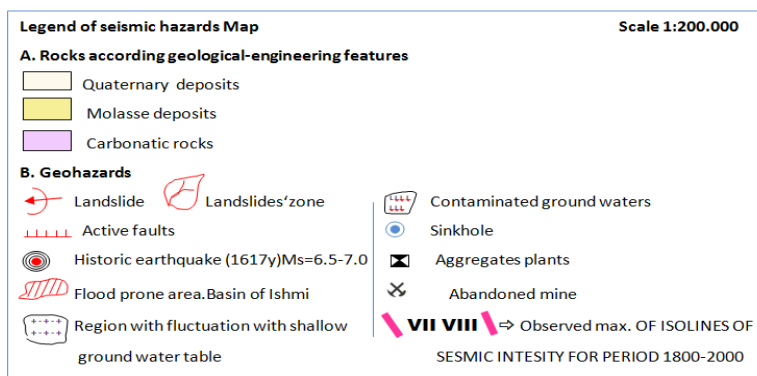 Legend of seismic hazards Map Scale 1:200.000
A. Rocks according geological-engineering features
Quaternary deposits
Molasse deposits
Carbonatic rocks
B. Geohazards
Landslide Landslides‘zone
Active faults
Historic earthquake (1617y)Ms=6.5-7.0
Flood prone area.Basin of Ishmi
Region with fluctuation with shallow
ground water table
Contaminated ground waters
Sinkhole
Aggregates plants
Abandoned mine
VII VIII ⇨ Observed max. OF ISOLINES OF
SESMIC INTESITY FOR PERIOD 1800-2000